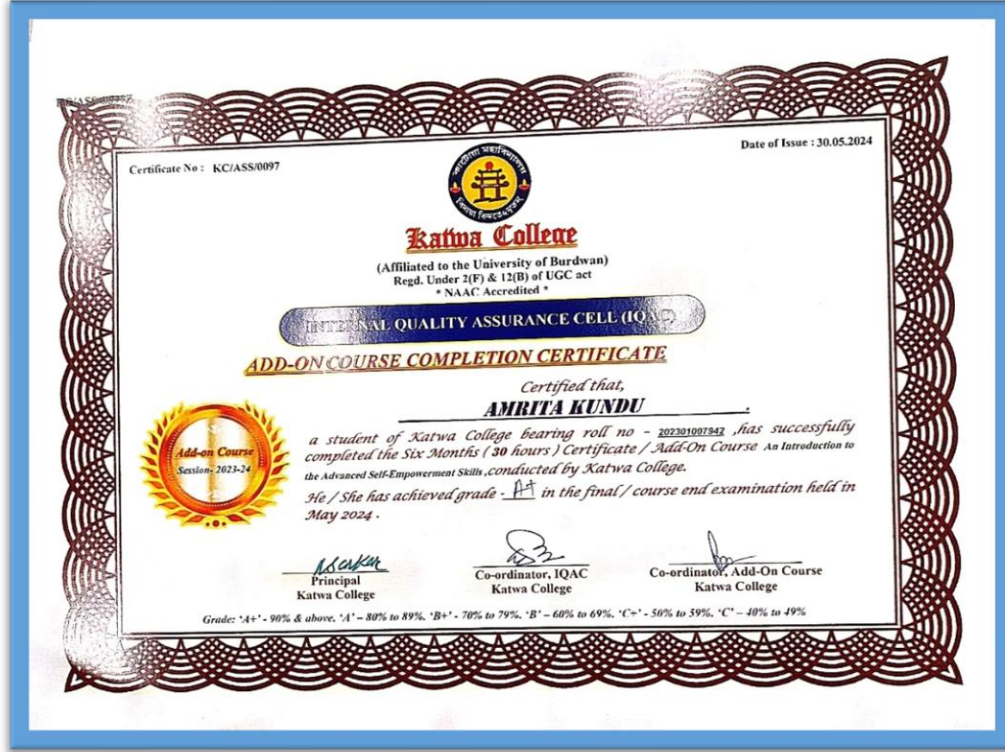 Certificate No : KC/ASS/0097
Date of Issue : 30.05.2024
কাটোয়া মহাবিদ্যালয়
Katwa College
(Affiliated to the University of Burdwan)
Regd. Under 2(F) & 12(B) of UGC act
* NAAC Accredited *
INTERNAL QUALITY ASSURANCE CELL (IQAC)
ADD-ON COURSE COMPLETION CERTIFICATE
Certified that,
AMRITA KUNDU .
a student of Katwa College bearing roll no - 202301007942 ,has successfully
completed the Six Months ( 30 hours ) Certificate / Add-On Course An Introduction to
the Advanced Self-Empowerment Skills ,conducted by Katwa College.
He / She has achieved grade - A+ in the final / course end examination held in
May 2024 .
Add-on Course
Session- 2023-24
Principal
Katwa College
Co-ordinator, IQAC
Katwa College
Co-ordinator, Add-On Course
Katwa College
Grade: 'A+' - 90% & above, 'A' – 80% to 89%, 'B+' - 70% to 79%, 'B' – 60% to 69%, 'C+' - 50% to 59%, 'C' – 40% to 49%